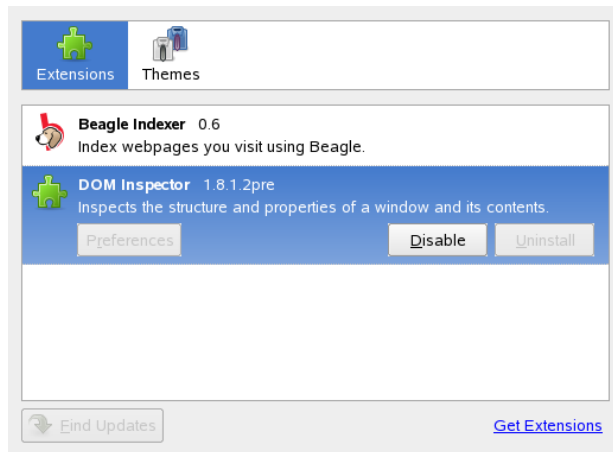 Extensions Themes
Beagle Indexer 0.6
Index webpages you visit using Beagle.
DOM Inspector 1.8.1.2pre
Inspects the structure and properties of a window and its contents.
Preferences Disable Uninstall
Find Updates Get Extensions